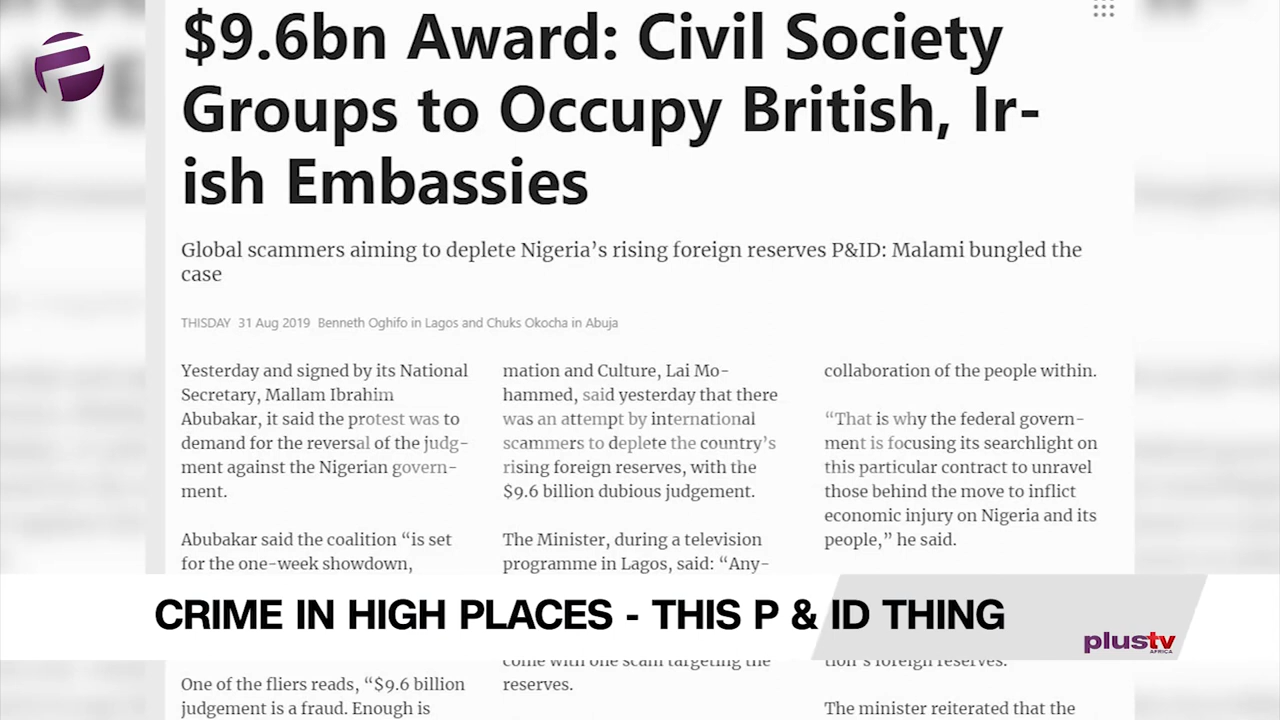 $9.6bn Award: Civil Society
Groups to Occupy British, Ir-
ish Embassies
Global scammers aiming to deplete Nigeria’s rising foreign reserves P&ID: Malami bungled the
case
THISDAY 31 Aug 2019 Benneth Oghifo in Lagos and Chuks Okocha in Abuja
Yesterday and signed by its National
Secretary, Mallam Ibrahim
Abubakar, it said the protest was to
demand for the reversal of the judg-
ment against the Nigerian govern-
ment.
Abubakar said the coalition “is set
for the one-week showdown,
One of the fliers reads, “$9.6 billion
judgement is a fraud. Enough is
mation and Culture, Lai Mo-
hammed, said yesterday that there
was an attempt by international
scammers to deplete the country’s
rising foreign reserves, with the
$9.6 billion dubious judgement.
The Minister, during a television
programme in Lagos, said: “Any-
come with one scam targeting the
reserves.
collaboration of the people within.
“That is why the federal govern-
ment is focusing its searchlight on
this particular contract to unravel
those behind the move to inflict
economic injury on Nigeria and its
people,” he said.
tion’s foreign reserves.
The minister reiterated that the
CRIME IN HIGH PLACES - THIS P & ID THING
plustv
AFRICA